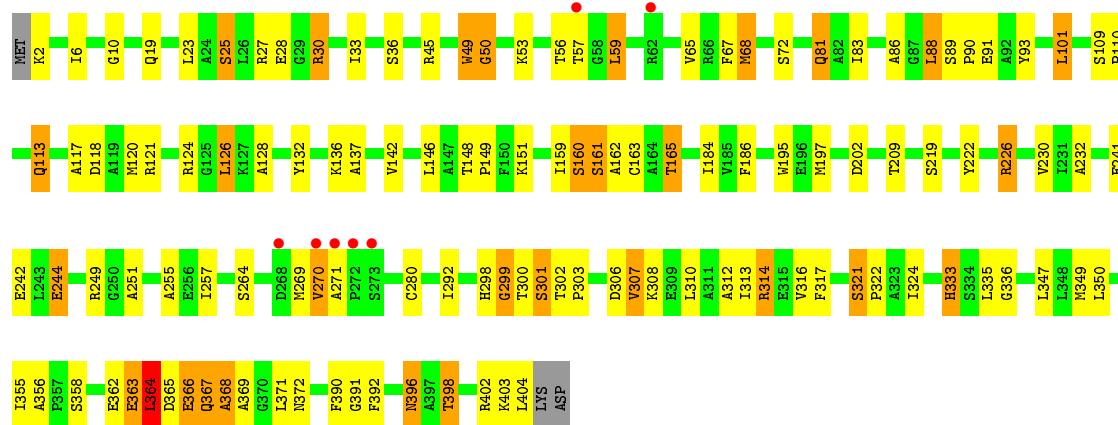 MET K2 I6 G10 Q19 L23 A24 S25 L26 R27 E28 G29 R30 I33 S36 R45 W49 G50 K53 T56 T57 G58 L59 R62 V65 R66 F67 M68 S72 Q81 A82 I83 A86 G87 L88 S89 P90 E91 A92 Y93 L101 S109
Q113 A117 D118 A119 M120 R121 R124 G125 L126 K127 A128 Y132 K136 A137 V142 L146 A147 T148 P149 F150 K151 I159 S160 S161 A162 C163 A164 T165 I184 V185 F186 W195 E196 M197 D202 T209 S219 Y222 R226 V230 I231 A232
E242 L243 E244 R249 G250 A251 A255 E256 I257 S264 D268 M269 V270 A271 P272 S273 C280 I292 H298 G299 T300 S301 T302 P303 D306 V307 K308 E309 L310 A311 A312 I313 R314 E315 V316 F317 S321 P322 A323 I324 H333 S334 L335 G336 L347 L348 M349 L350
I355 A356 P357 S358 E362 E363 L364 D365 E366 Q367 A368 A369 G370 L371 N372 F390 G391 F392 N396 A397 T398 R402 K403 L404 LYS ASP